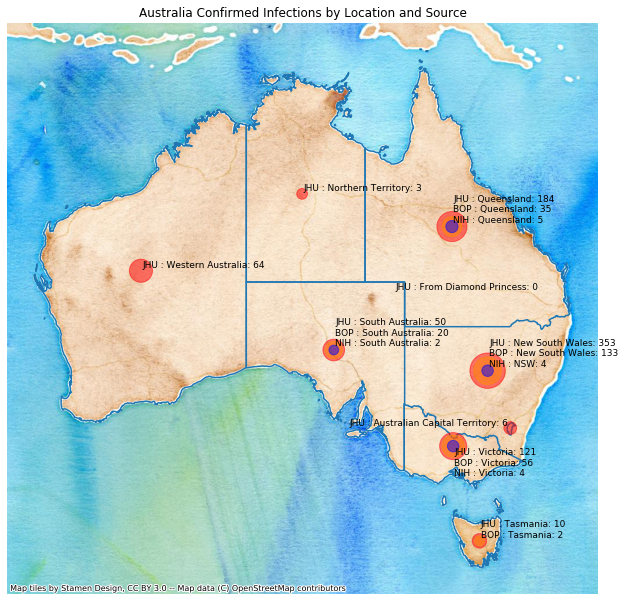 Australia Confirmed Infections by Location and Source
JHU : Northern Territory: 3
JHU : Queensland: 184
BOP : Queensland: 35
NIH : Queensland: 5
JHU : Western Australia: 64
JHU : From Diamond Princess: 0
JHU : South Australia: 50
BOP : South Australia: 20
NIH : South Australia: 2
JHU : New South Wales: 353
BOP : New South Wales: 133
NIH : NSW: 4
JHU : Australian Capital Territory: 6
JHU : Victoria: 121
BOP : Victoria: 56
NIH : Victoria: 4
JHU : Tasmania: 10
BOP : Tasmania: 2
Map tiles by Stamen Design, CC BY 3.0 -- Map data (C) OpenStreetMap contributors